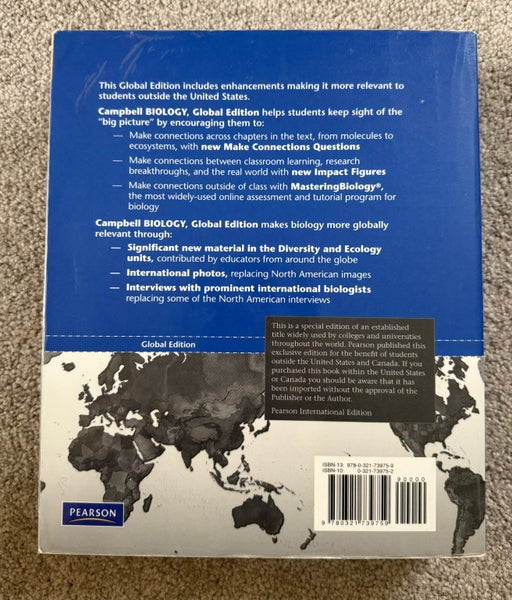 This Global Edition includes enhancements making it more relevant to
students outside the United States.
Campbell BIOLOGY, Global Edition helps students keep sight of the
"big picture" by encouraging them to:
— Make connections across chapters in the text, from molecules to
ecosystems, with new Make Connections Questions
— Make connections between classroom learning, research
breakthroughs, and the real world with new Impact Figures
— Make connections outside of class with MasteringBiology®,
the most widely-used online assessment and tutorial program for
biology
Campbell BIOLOGY, Global Edition makes biology more globally
relevant through:
— Significant new material in the Diversity and Ecology
units, contributed by educators from around the globe
— International photos, replacing North American images
— Interviews with prominent international biologists
replacing some of the North American interviews
Global Edition
This is a special edition of an established
title widely used by colleges and universities
throughout the world. Pearson published this
exclusive edition for the benefit of students
outside the United States and Canada. If you
purchased this book within the United States
or Canada you should be aware that it has
been imported without the approval of the
Publisher or the Author.
Pearson International Edition
ISBN-13: 978-0-321-73975-9
ISBN-10: 0-321-73975-2
90000
9 780321 739759
PEARSON